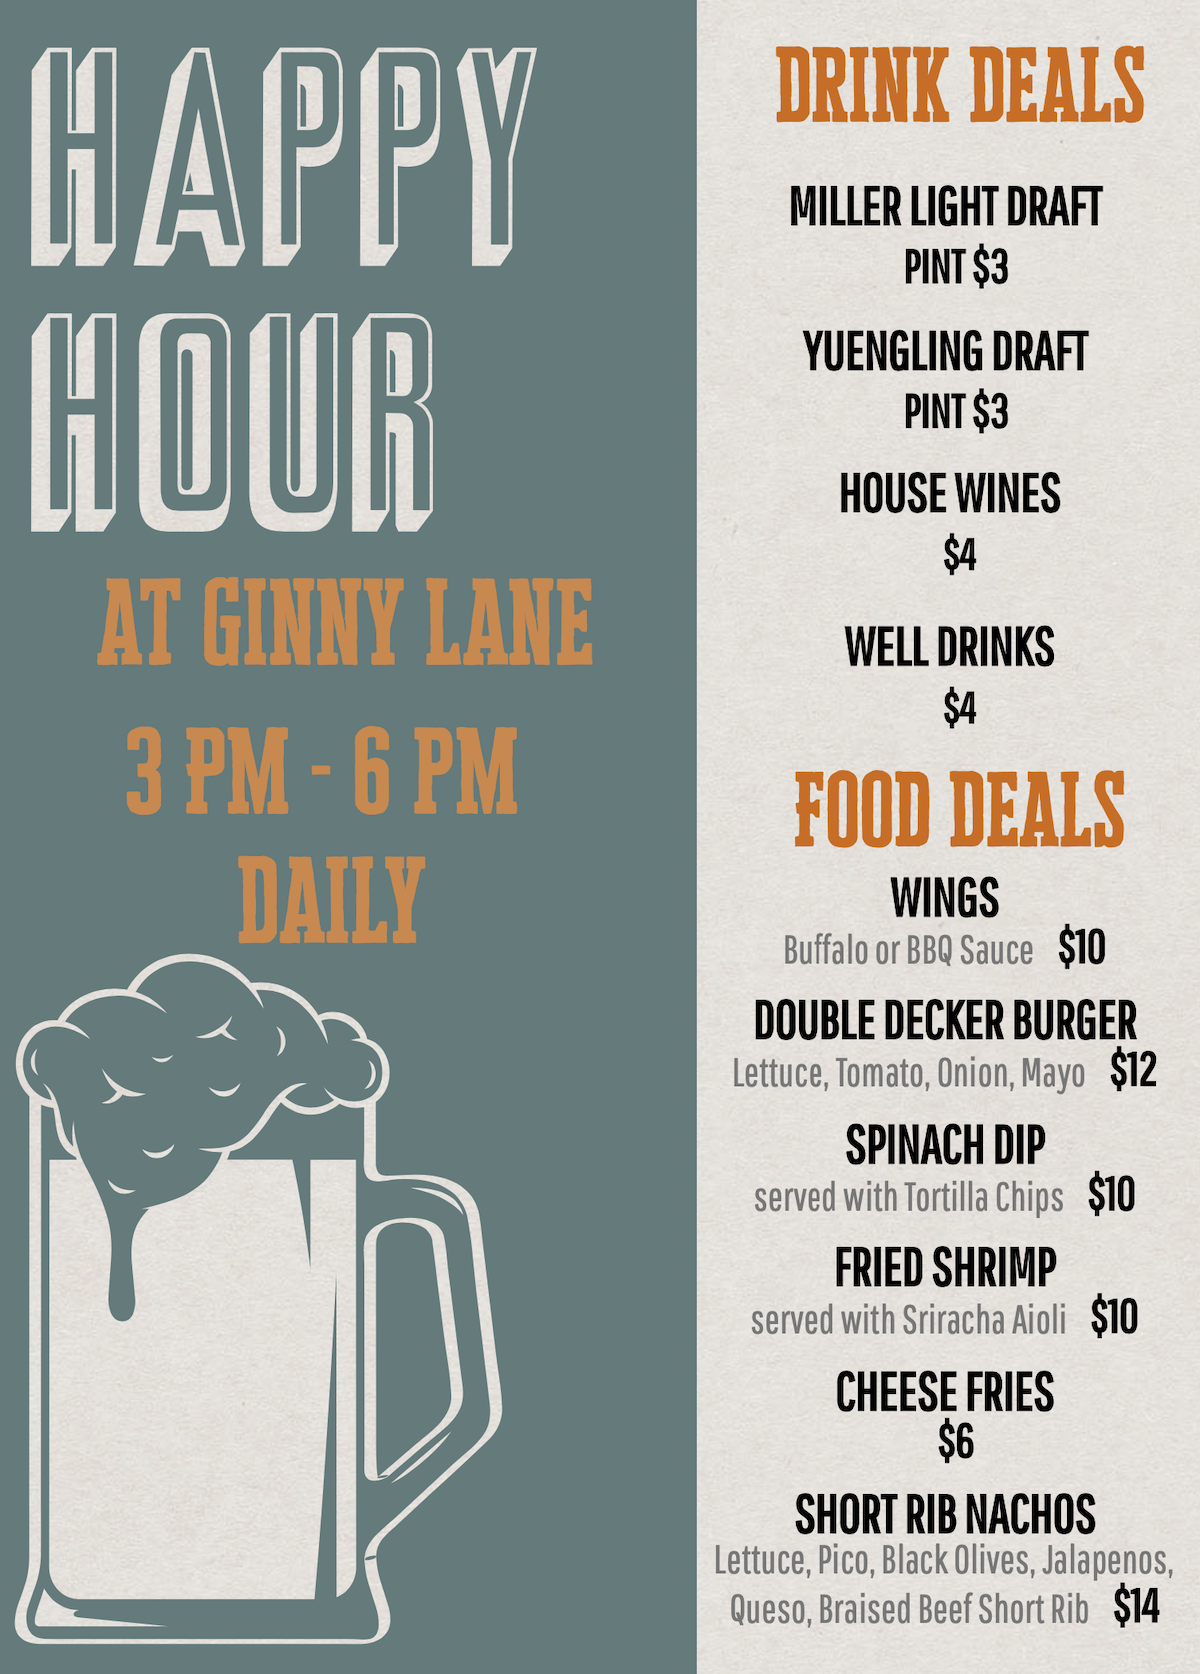 HAPPY
HOUR
AT GINNY LANE
3 PM - 6 PM
DAILY
DRINK DEALS
MILLER LIGHT DRAFT
PINT $3
YUENGLING DRAFT
PINT $3
HOUSE WINES
$4
WELL DRINKS
$4
FOOD DEALS
WINGS
Buffalo or BBQ Sauce $10
DOUBLE DECKER BURGER
Lettuce, Tomato, Onion, Mayo $12
SPINACH DIP
served with Tortilla Chips $10
FRIED SHRIMP
served with Sriracha Aioli $10
CHEESE FRIES
$6
SHORT RIB NACHOS
Lettuce, Pico, Black Olives, Jalapenos,
Queso, Braised Beef Short Rib $14